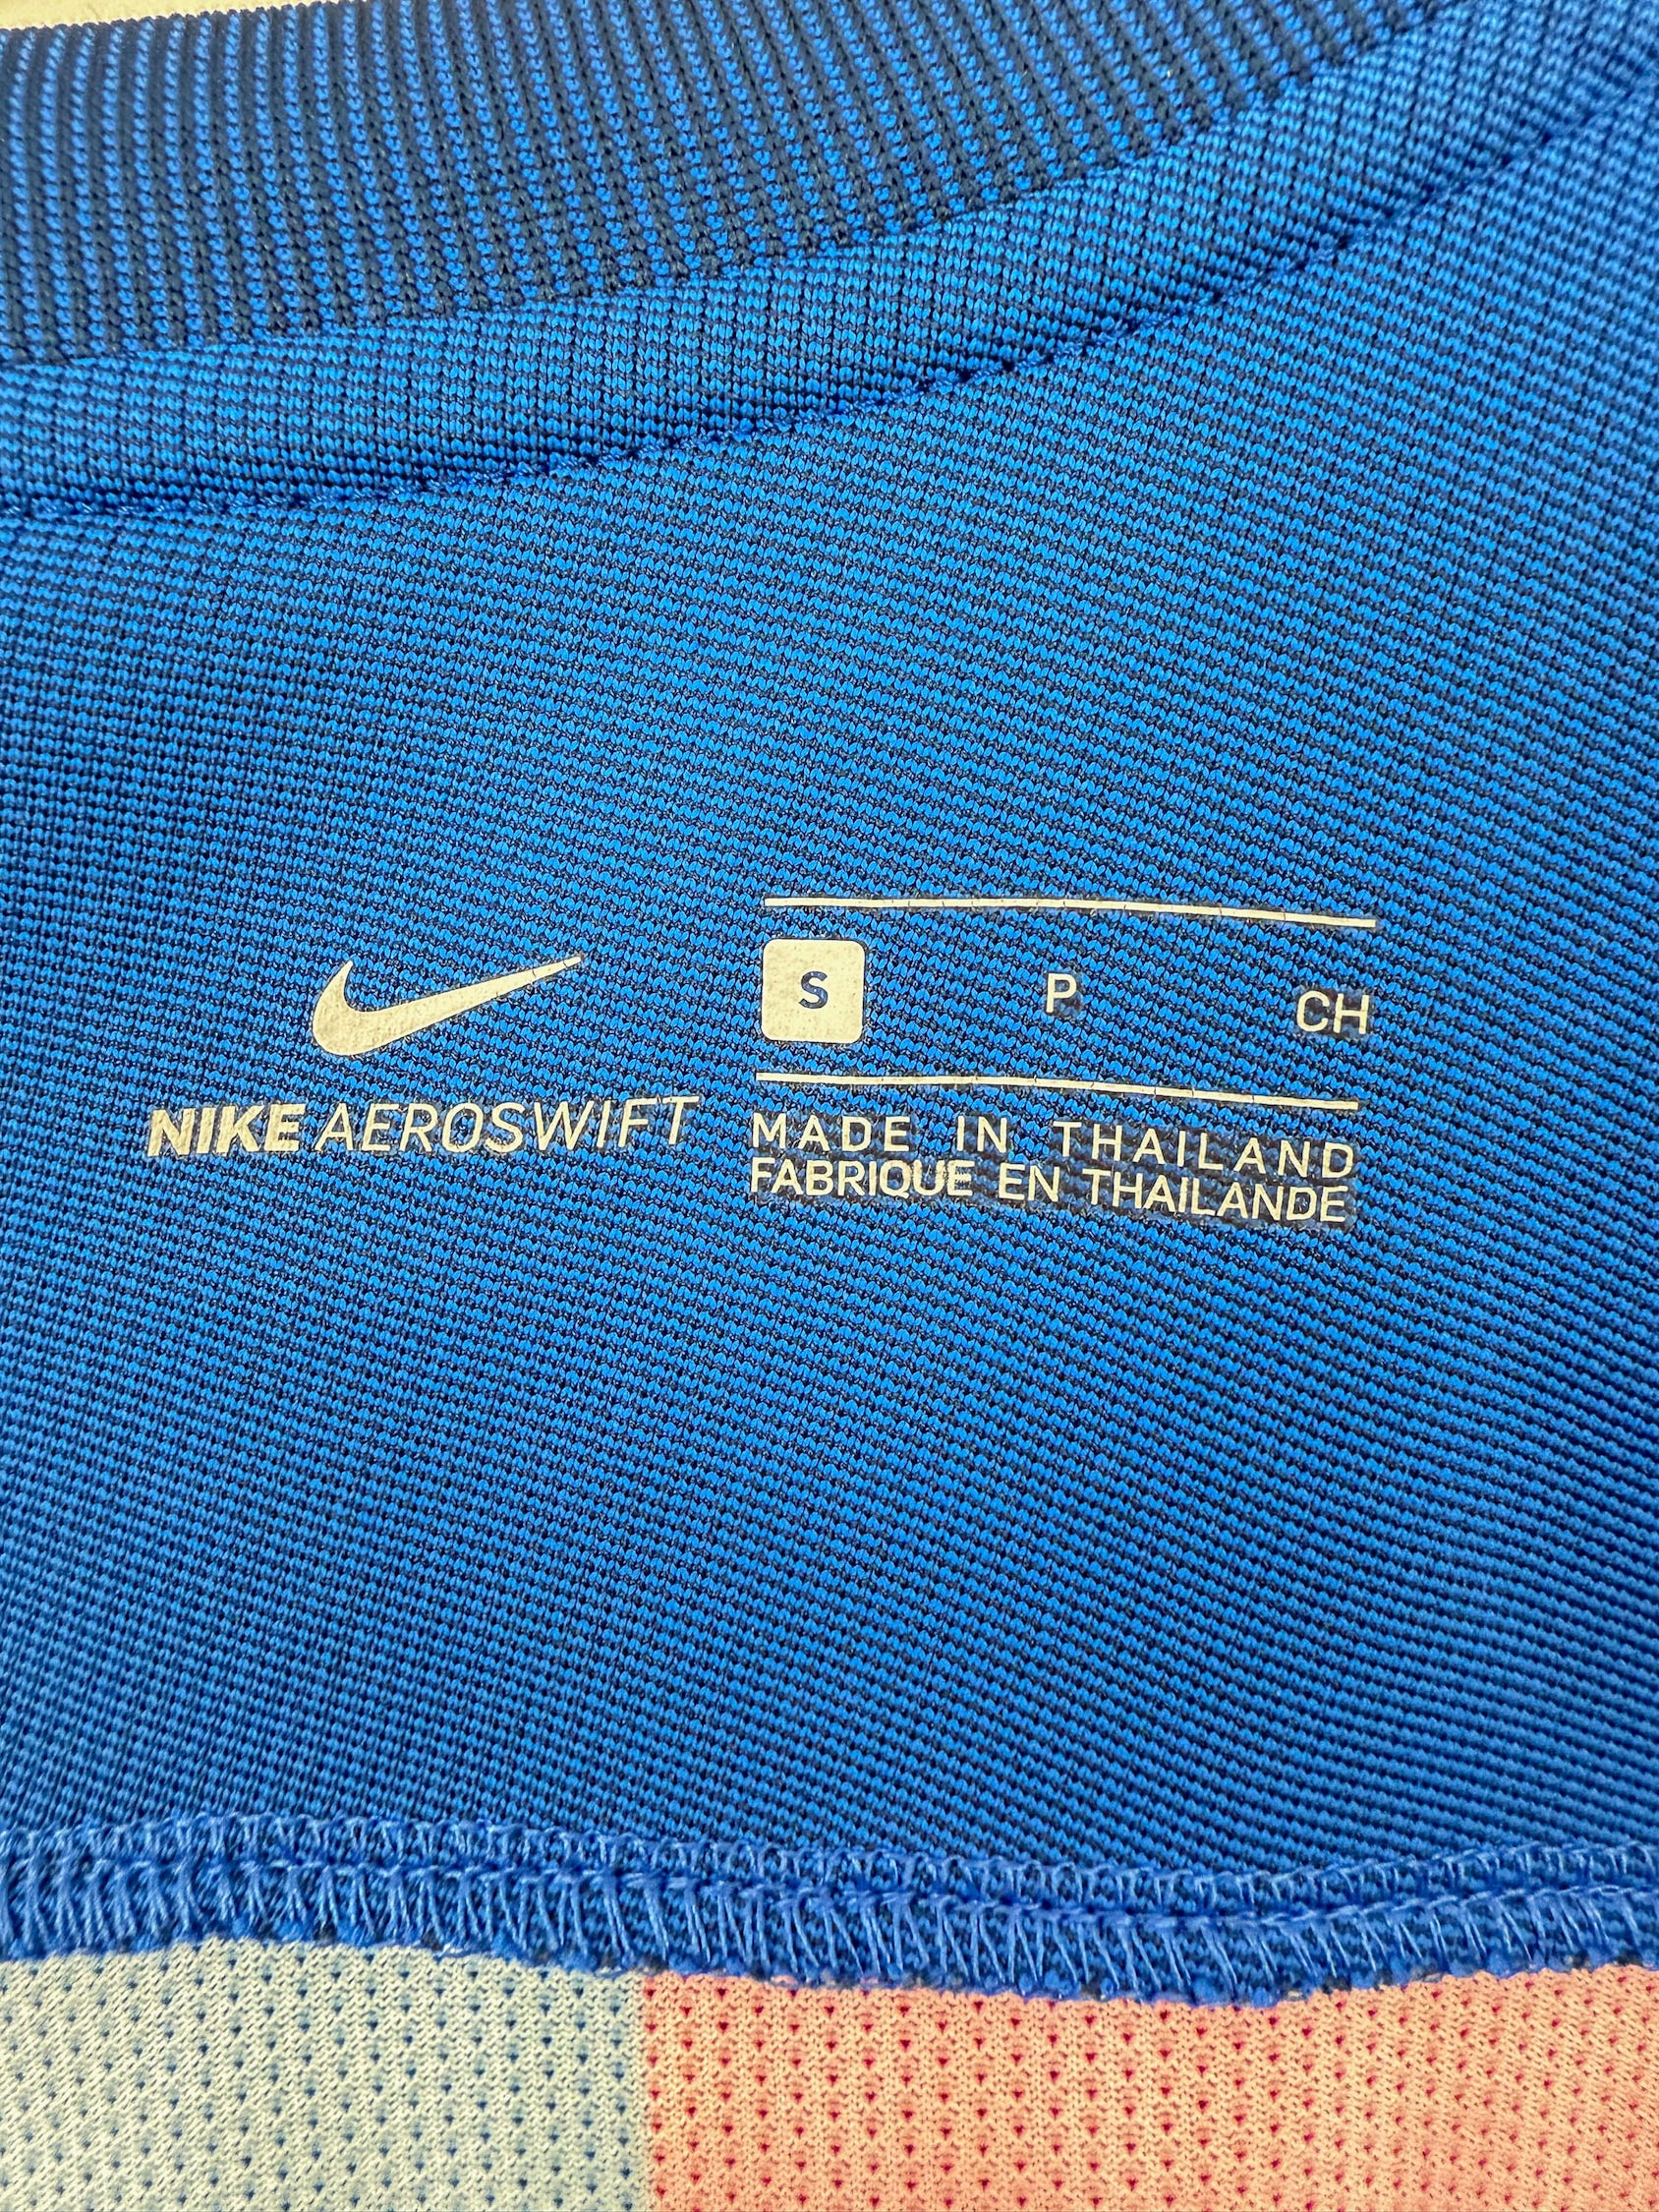 NIKE AEROSWIFT
S P CH
MADE IN THAILAND
FABRIQUE EN THAILANDE